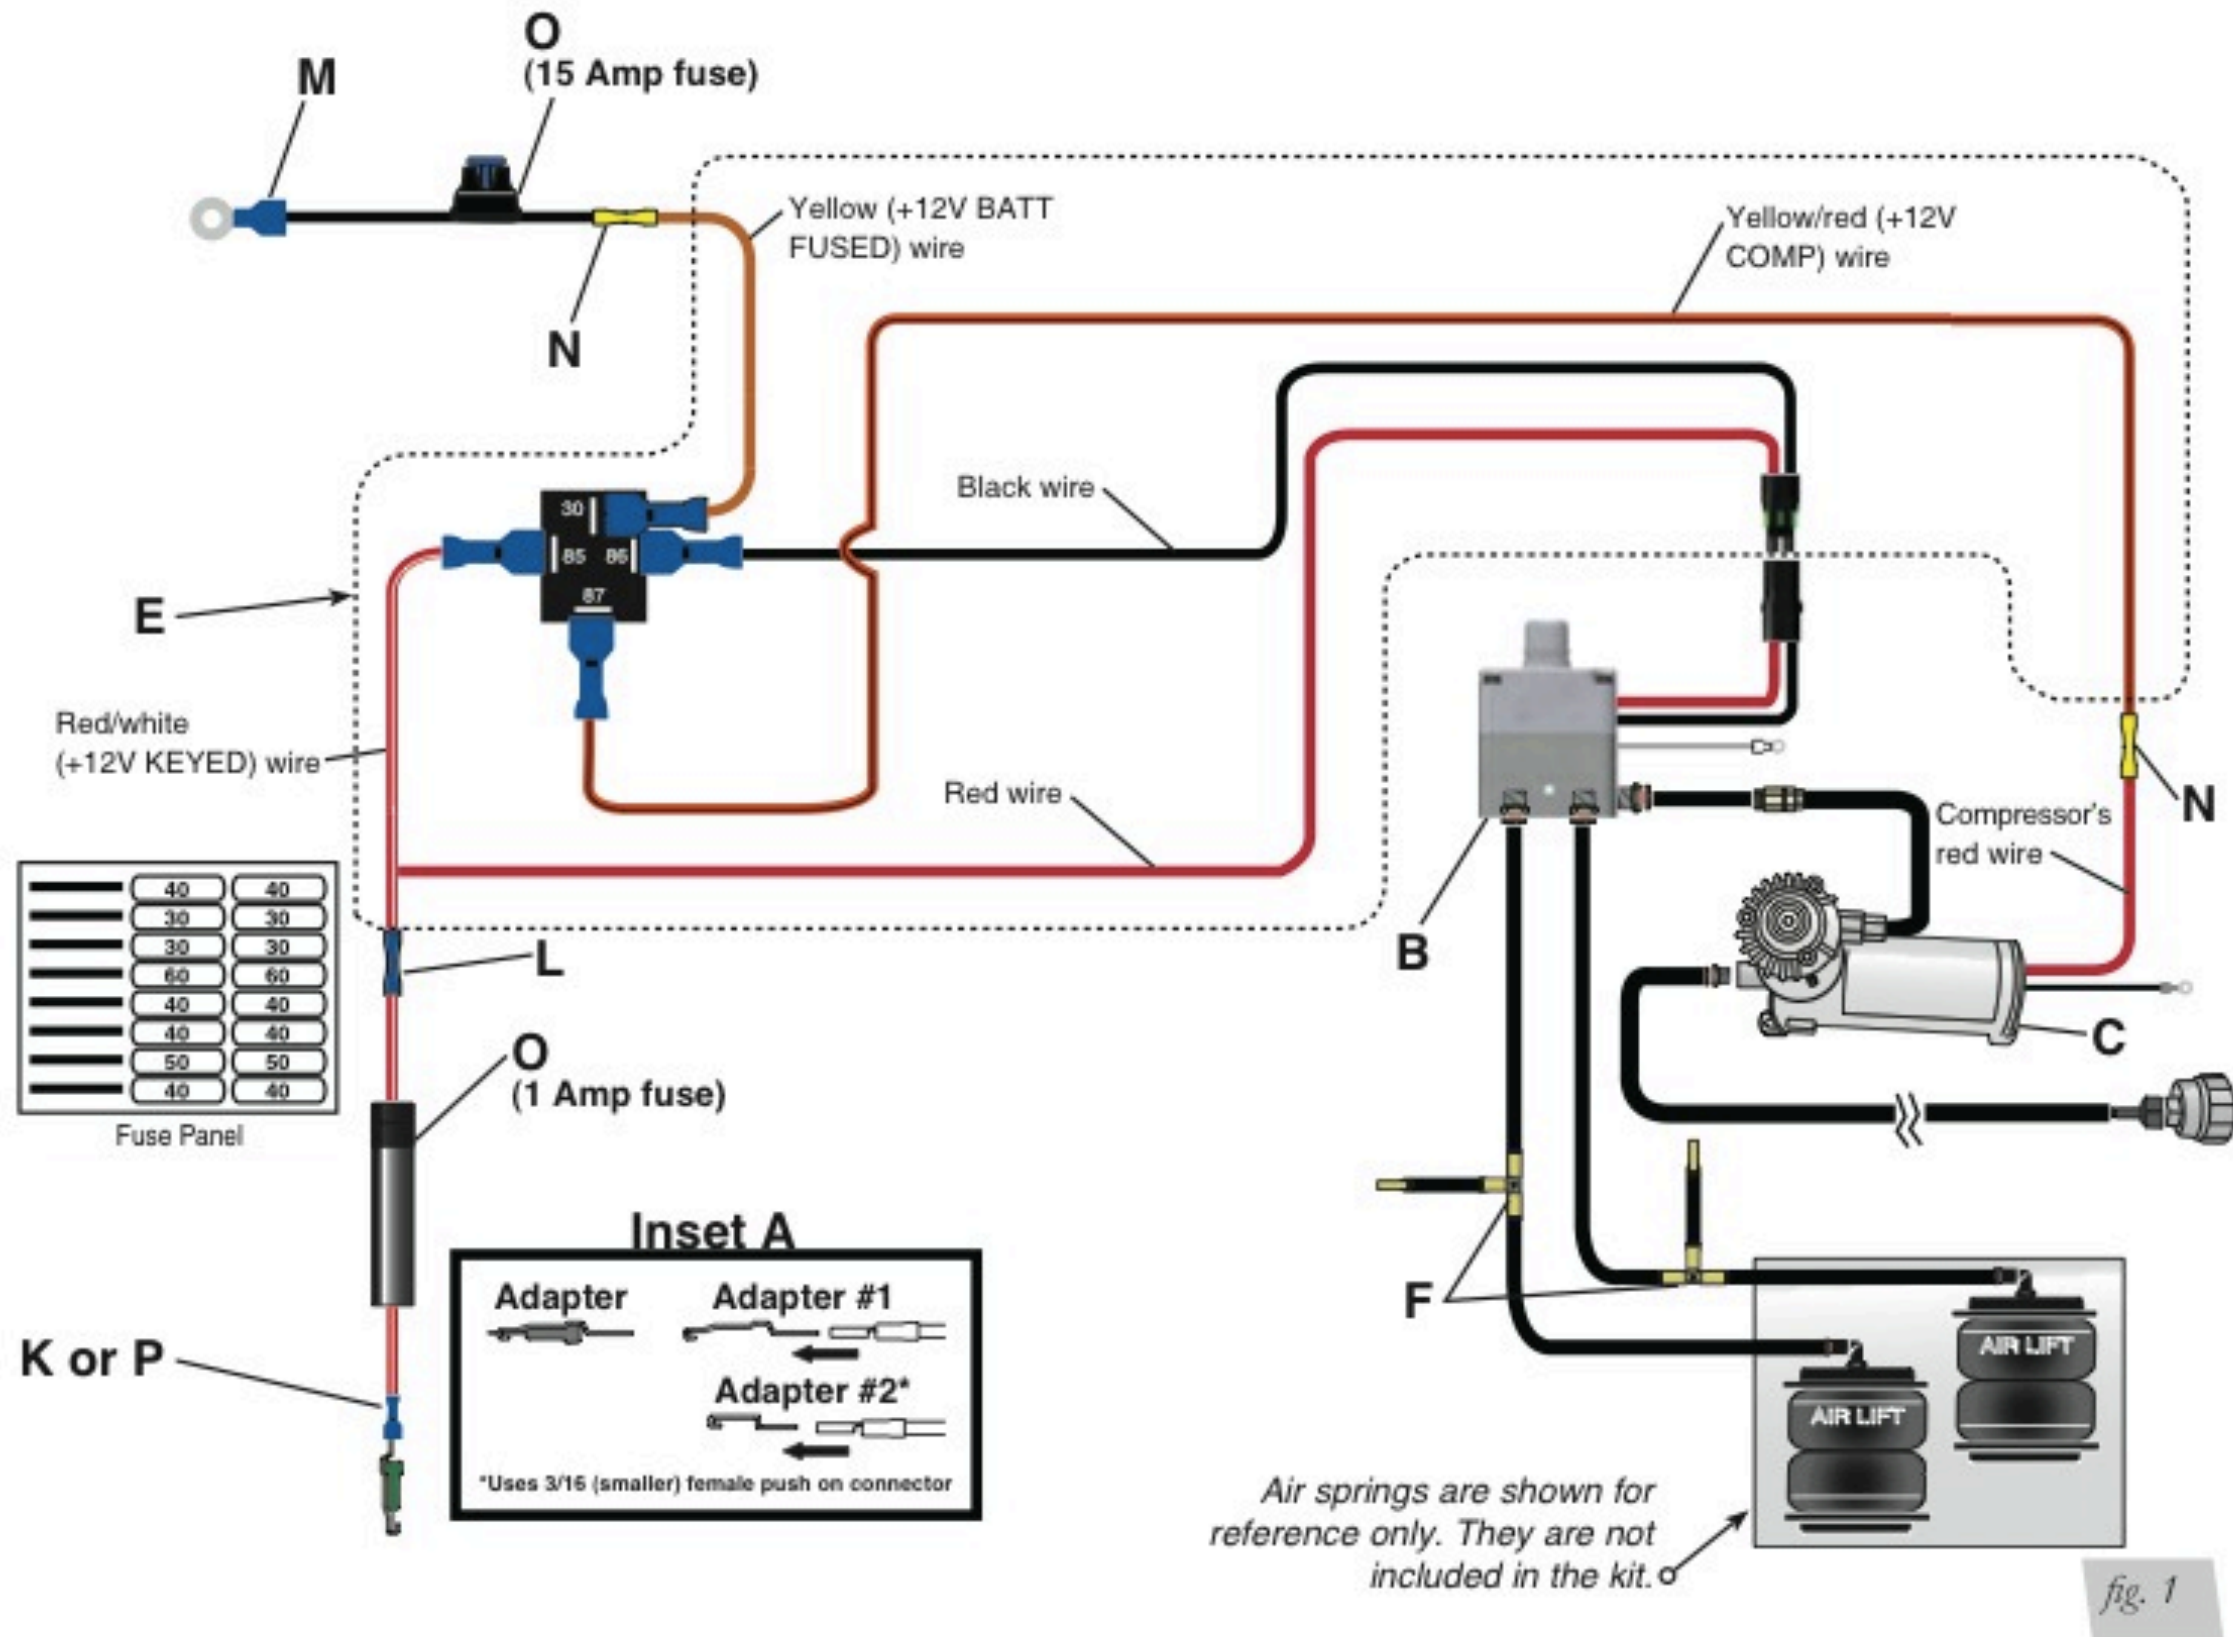 O
(15 Amp fuse)
M
Yellow (+12V BATT
FUSED) wire
Yellow/red (+12V
COMP) wire
N
Black wire
30
85 86
87
E
Red/white
(+12V KEYED) wire
Red wire
N
Compressor's
red wire
B
L
C
40 40
30 30
30 30
60 60
40 40
40 40
50 50
40 40
Fuse Panel
O
(1 Amp fuse)
Inset A
Adapter
Adapter #1
Adapter #2*
*Uses 3/16 (smaller) female push on connector
K or P
F
AIR LIFT
AIR LIFT
Air springs are shown for
reference only. They are not
included in the kit.
fig. 1